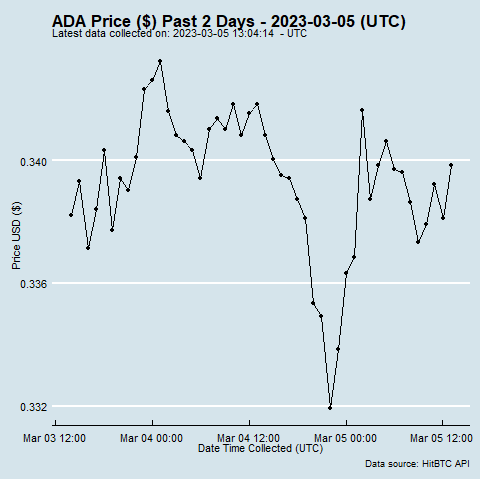 ADA Price ($) Past 2 Days - 2023-03-05 (UTC)
Latest data collected on: 2023-03-05 13:04:14 - UTC
0.340
0.336
0.332
Price USD ($)
Mar 03 12:00 Mar 04 00:00 Mar 04 12:00 Mar 05 00:00 Mar 05 12:00
Date Time Collected (UTC)
Data source: HitBTC API